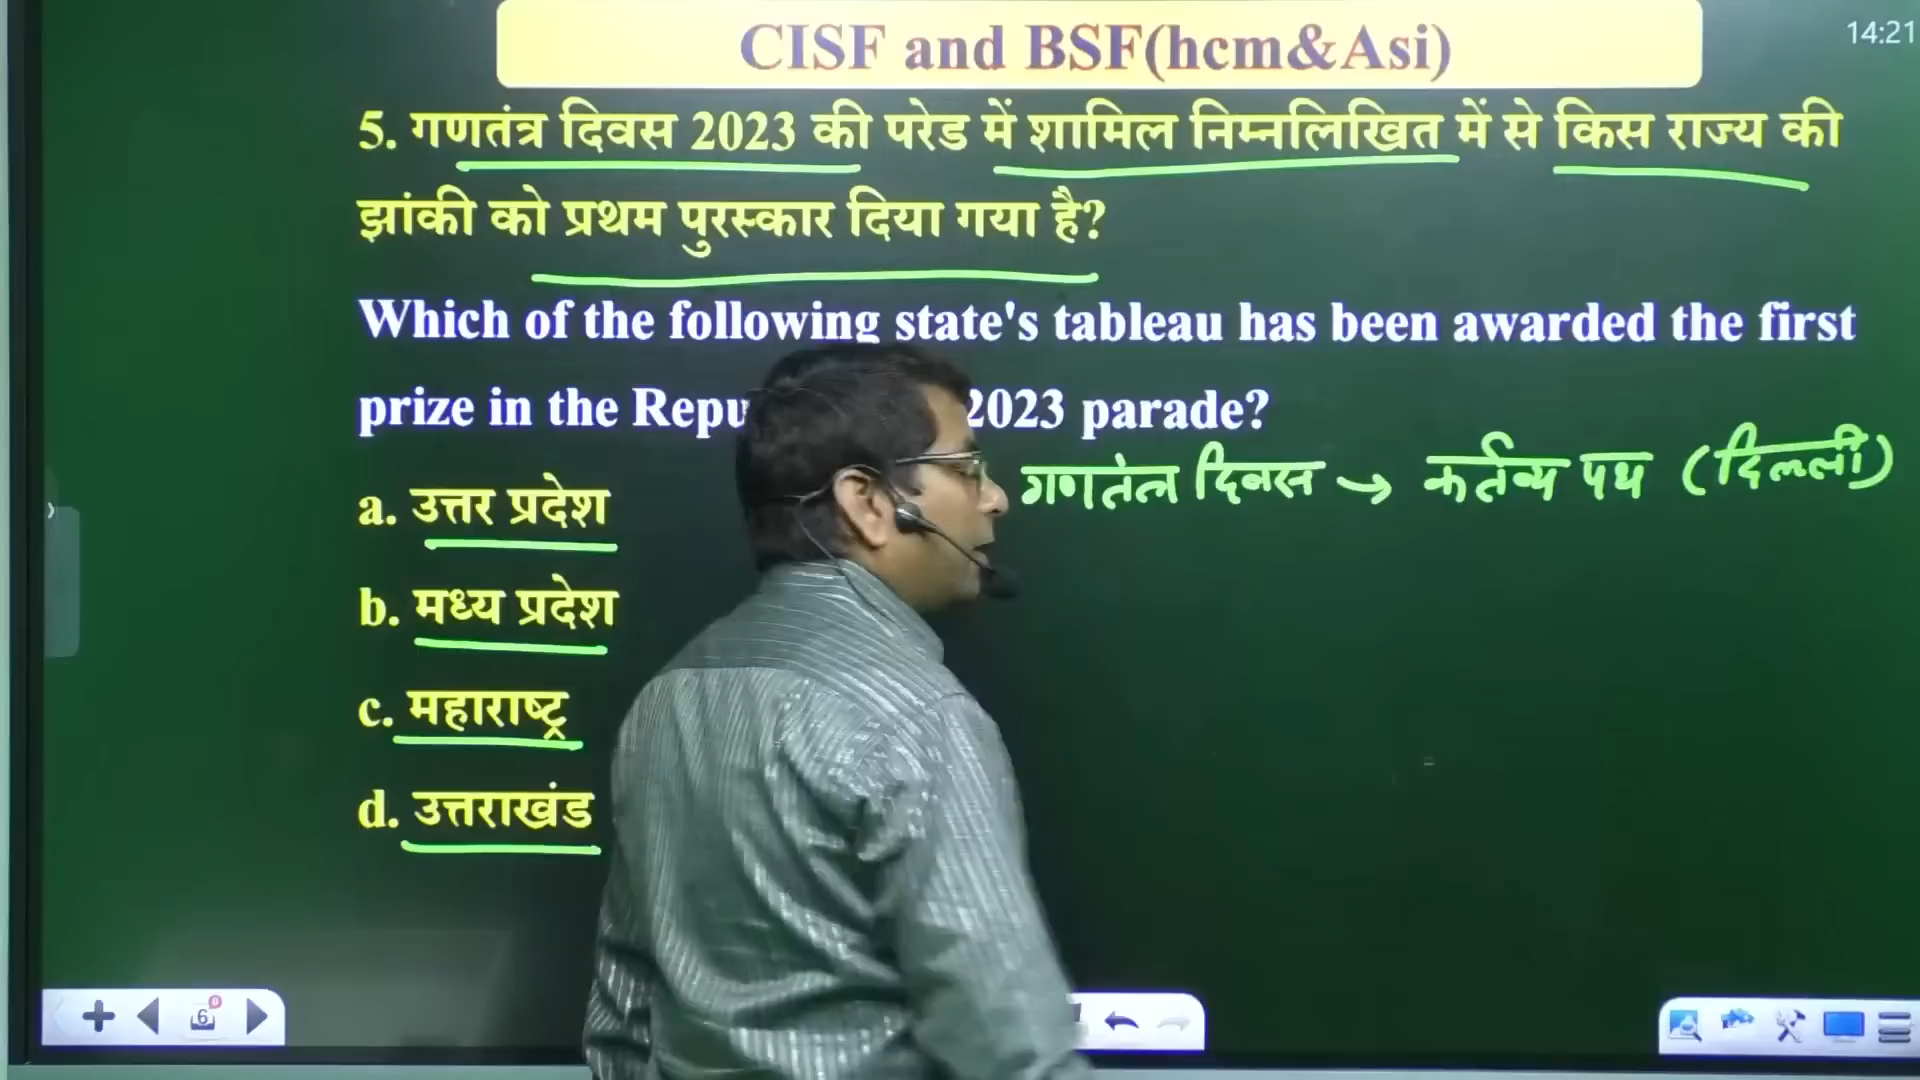 CISF and BSF(hcm&Asi)
14:21
5. गणतंत्र दिवस 2023 की परेड में शामिल निम्नलिखित में से किस राज्य की
झांकी को प्रथम पुरस्कार दिया गया है?
Which of the following state's tableau has been awarded the first
prize in the Repu 2023 parade?
गणतंत्र दिवस → कर्तव्य पथ (दिल्ली)
a. उत्तर प्रदेश
b. मध्य प्रदेश
c. महाराष्ट्र
d. उत्तराखंड
6